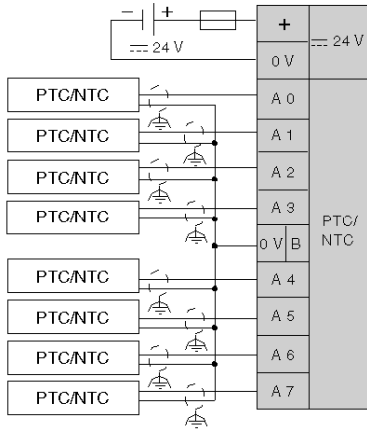 − +
⎓ 24 V
+
0 V
⎓ 24 V
PTC/NTC
A 0
PTC/NTC
A 1
PTC/NTC
A 2
PTC/NTC
A 3
0 V B
PTC/
NTC
PTC/NTC
A 4
PTC/NTC
A 5
PTC/NTC
A 6
PTC/NTC
A 7